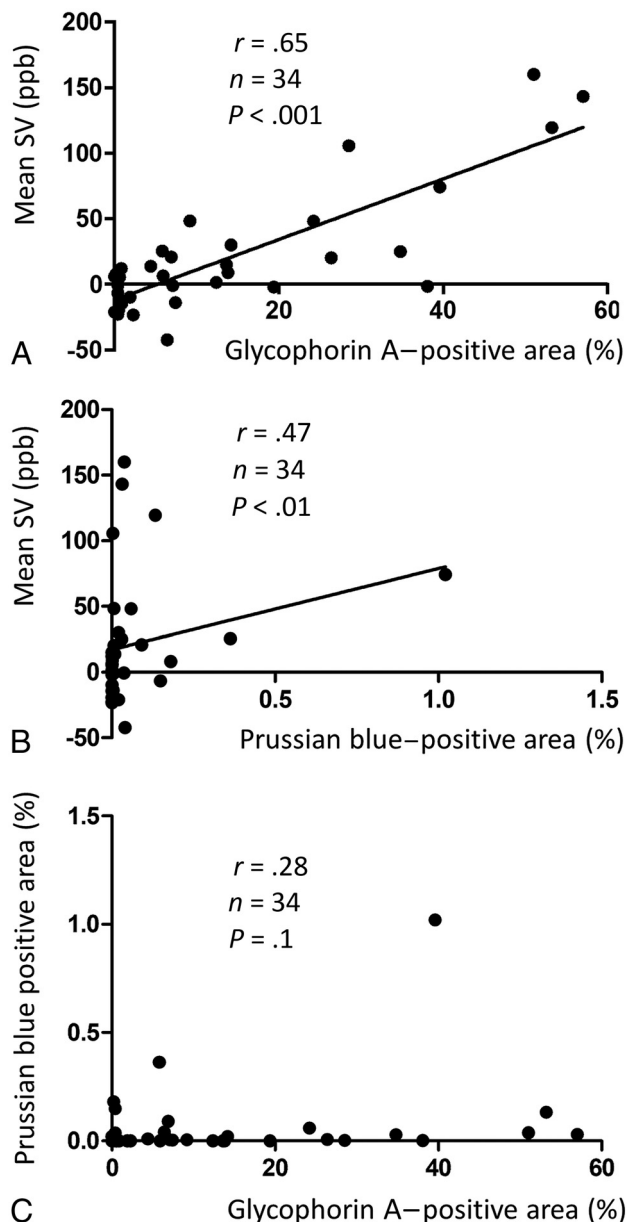 200
150
100
50
0
-50
Mean SV (ppb)
r = .65
n = 34
P < .001
20
40
60
A
Glycophorin A–positive area (%)
200
150
100
50
0
-50
Mean SV (ppb)
r = .47
n = 34
P < .01
0.5
1.0
1.5
B
Prussian blue–positive area (%)
1.5
1.0
0.5
0.0
Prussian blue positive area (%)
r = .28
n = 34
P = .1
0
20
40
60
C
Glycophorin A–positive area (%)